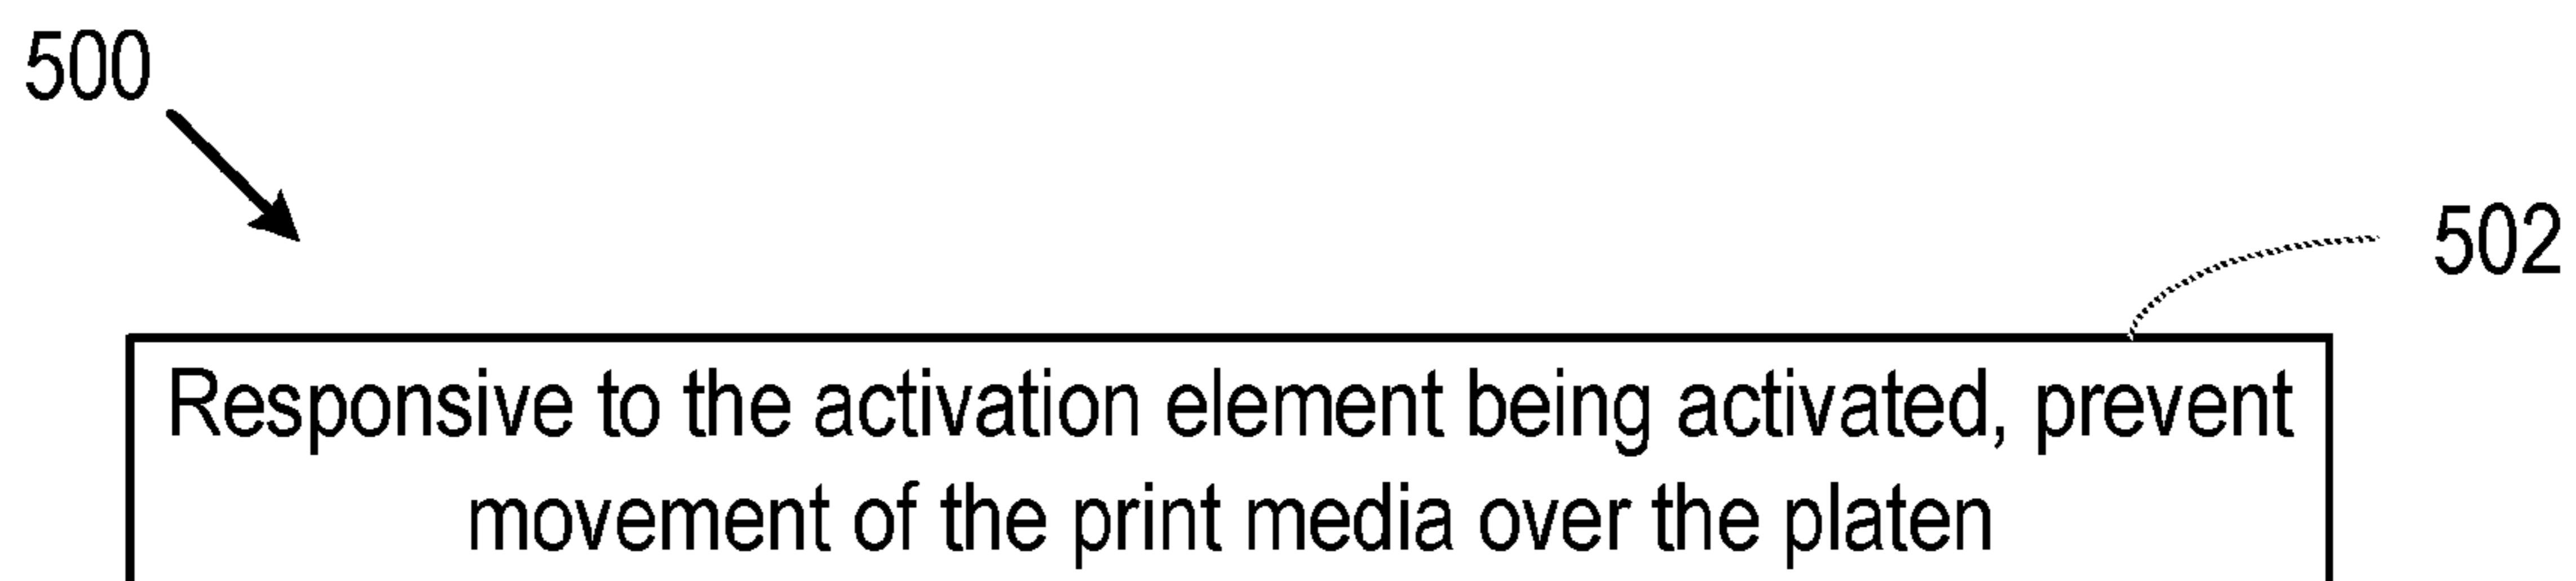 500
502
Responsive to the activation element being activated, prevent
movement of the print media over the platen